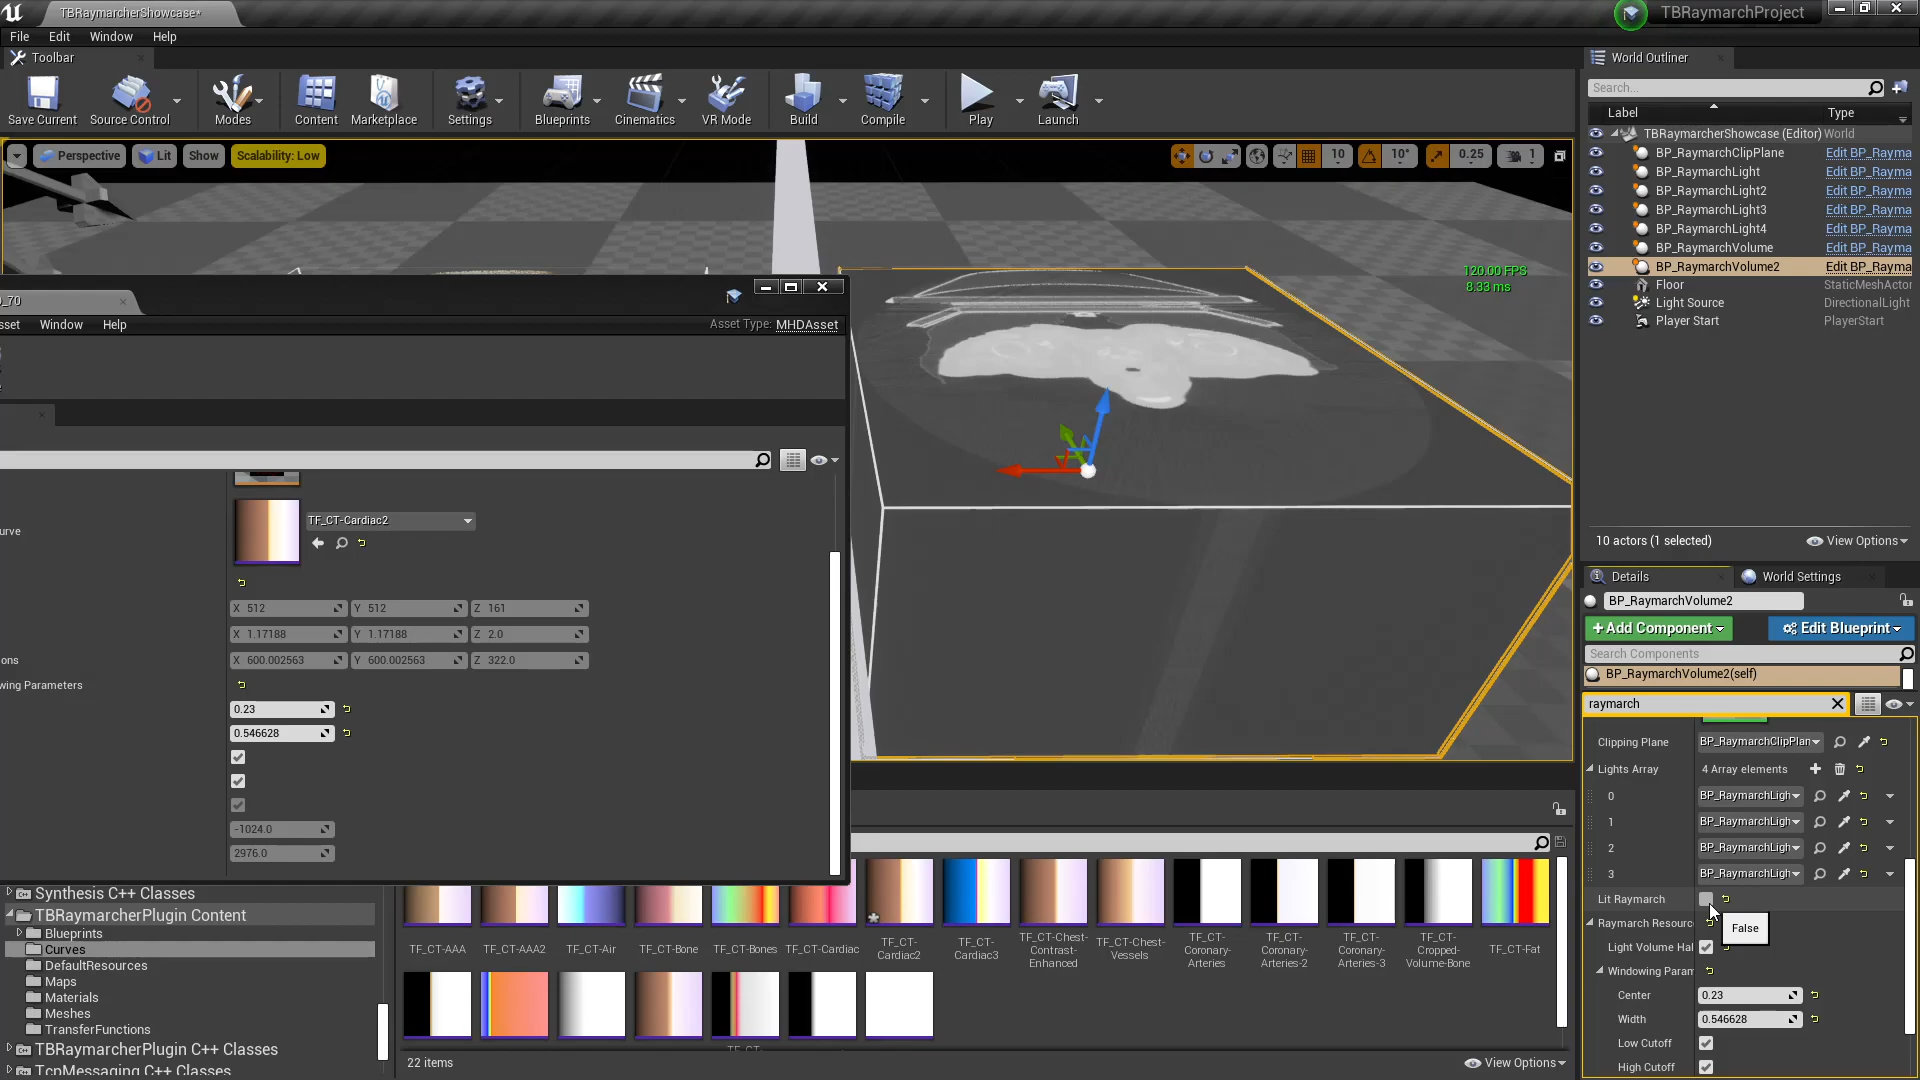 TBRaymarcherShowcase*
TBRaymarchProject
File Edit Window Help
Toolbar
Save Current
Source Control
Modes
Content
Marketplace
Settings
Blueprints
Cinematics
VR Mode
Build
Compile
Play
Launch
Perspective
Lit
Show
Scalability: Low
10
10°
0.25
1
120.00 FPS
8.33 ms
World Outliner
Search...
Label Type
TBRaymarcherShowcase (Editor) World
BP_RaymarchClipPlane Edit BP_Rayma
BP_RaymarchLight Edit BP_Rayma
BP_RaymarchLight2 Edit BP_Rayma
BP_RaymarchLight3 Edit BP_Rayma
BP_RaymarchLight4 Edit BP_Rayma
BP_RaymarchVolume Edit BP_Rayma
BP_RaymarchVolume2 Edit BP_Rayma
Floor StaticMeshActor
Light Source DirectionalLight
Player Start PlayerStart
10 actors (1 selected)
View Options
_70
sset Window Help
Asset Type: MHDAsset
urve
TF_CT-Cardiac2
X 512 Y 512 Z 161
X 1.17188 Y 1.17188 Z 2.0
ons X 600.002563 Y 600.002563 Z 322.0
wing Parameters
0.23
0.546628
-1024.0
2976.0
Details
World Settings
BP_RaymarchVolume2
+Add Component
Edit Blueprint
Search Components
BP_RaymarchVolume2(self)
raymarch
Clipping Plane BP_RaymarchClipPlan
Lights Array 4 Array elements
0 BP_RaymarchLigh
1 BP_RaymarchLigh
2 BP_RaymarchLigh
3 BP_RaymarchLigh
Lit Raymarch
Raymarch Resourc
False
Light Volume Hal
Windowing Param
Center 0.23
Width 0.546628
Low Cutoff
High Cutoff
Synthesis C++ Classes
TBRaymarcherPlugin Content
Blueprints
Curves
DefaultResources
Maps
Materials
Meshes
TransferFunctions
TBRaymarcherPlugin C++ Classes
TcpMessaging C++ Classes
TF_CT-AAA
TF_CT-AAA2
TF_CT-Air
TF_CT-Bone
TF_CT-Bones
TF_CT-Cardiac
TF_CT-Cardiac2
TF_CT-Cardiac3
TF_CT-Chest-Contrast-Enhanced
TF_CT-Chest-Vessels
TF_CT-Coronary-Arteries
TF_CT-Coronary-Arteries-2
TF_CT-Coronary-Arteries-3
TF_CT-Cropped-Volume-Bone
TF_CT-Fat
TF_CT-
22 items
View Options